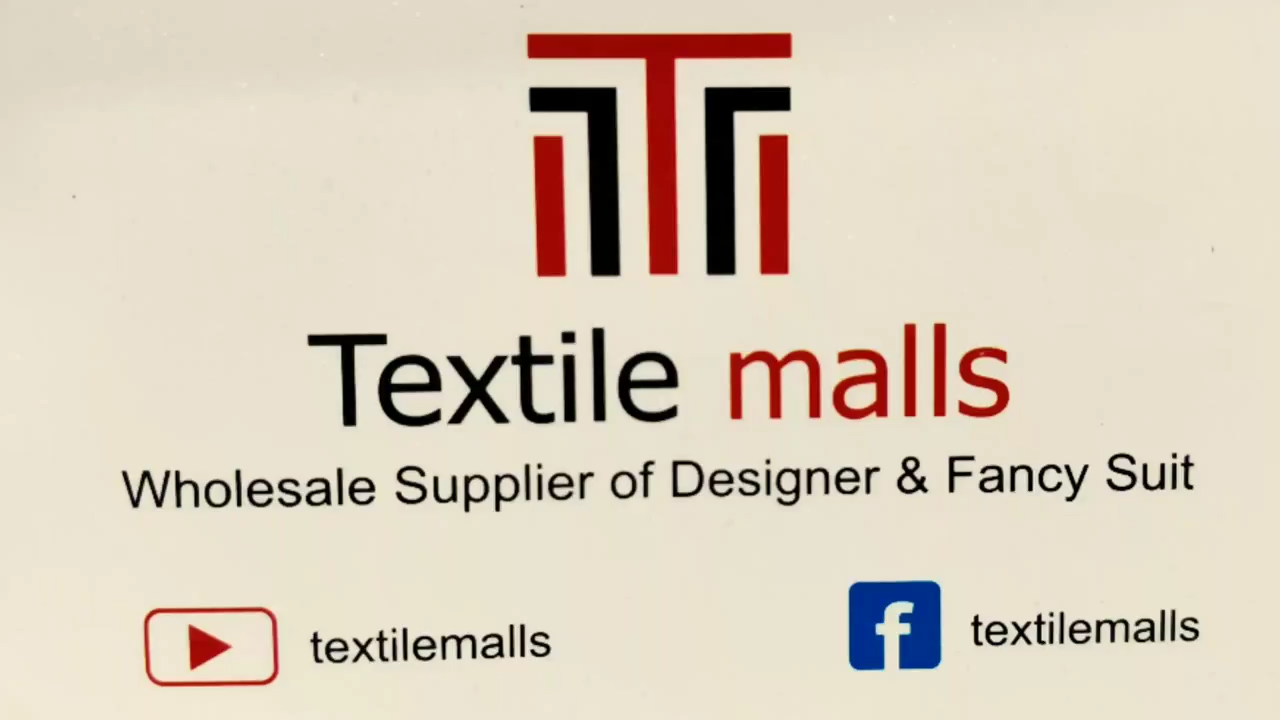 Textile malls
Wholesale Supplier of Designer & Fancy Suit
textilemalls
textilemalls